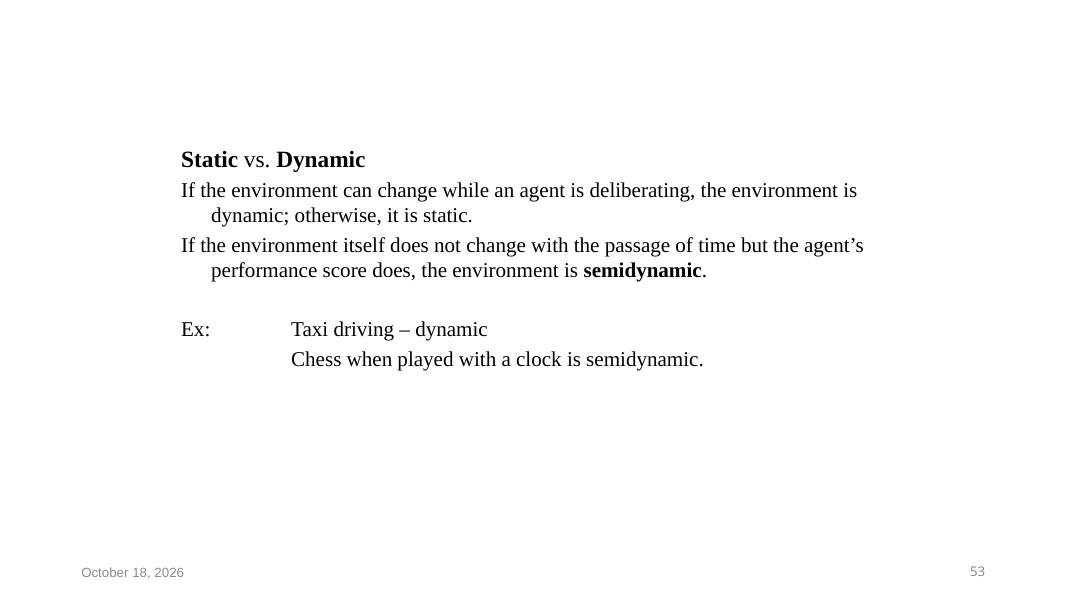 Static vs. Dynamic
If the environment can change while an agent is deliberating, the environment is
dynamic; otherwise, it is static.
If the environment itself does not change with the passage of time but the agent’s
performance score does, the environment is semidynamic.
Ex: Taxi driving – dynamic
Chess when played with a clock is semidynamic.
October 18, 2026
53